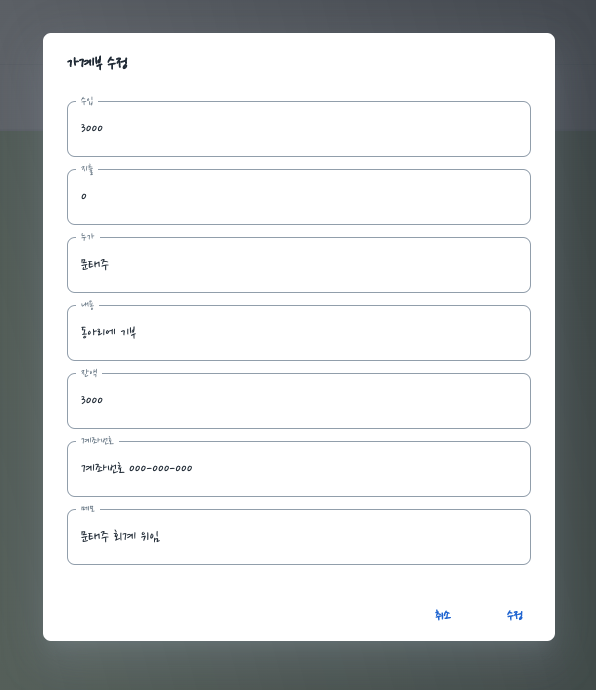 가계부 수정
수입
3000
지출
0
누가
문태주
내용
동아리에 기부
잔액
3000
계좌번호
계좌번호 000-000-000
메모
문태주 회계 위임
취소
수정